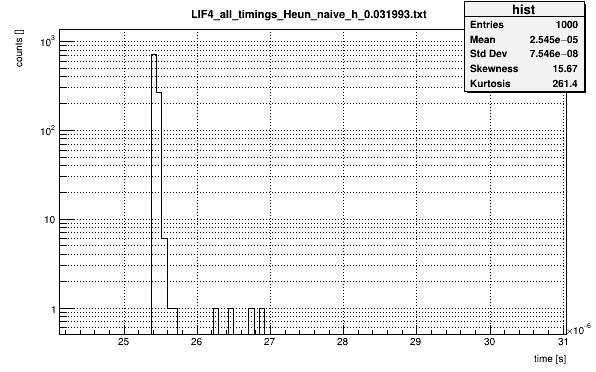 LIF4_all_timings_Heun_naive_h_0.031993.txt
hist
Entries 1000
Mean 2.545e−05
Std Dev 7.546e−08
Skewness 15.67
Kurtosis 261.4
counts []
10³
10²
10
1
25 26 27 28 29 30 31
×10⁻⁶
time [s]